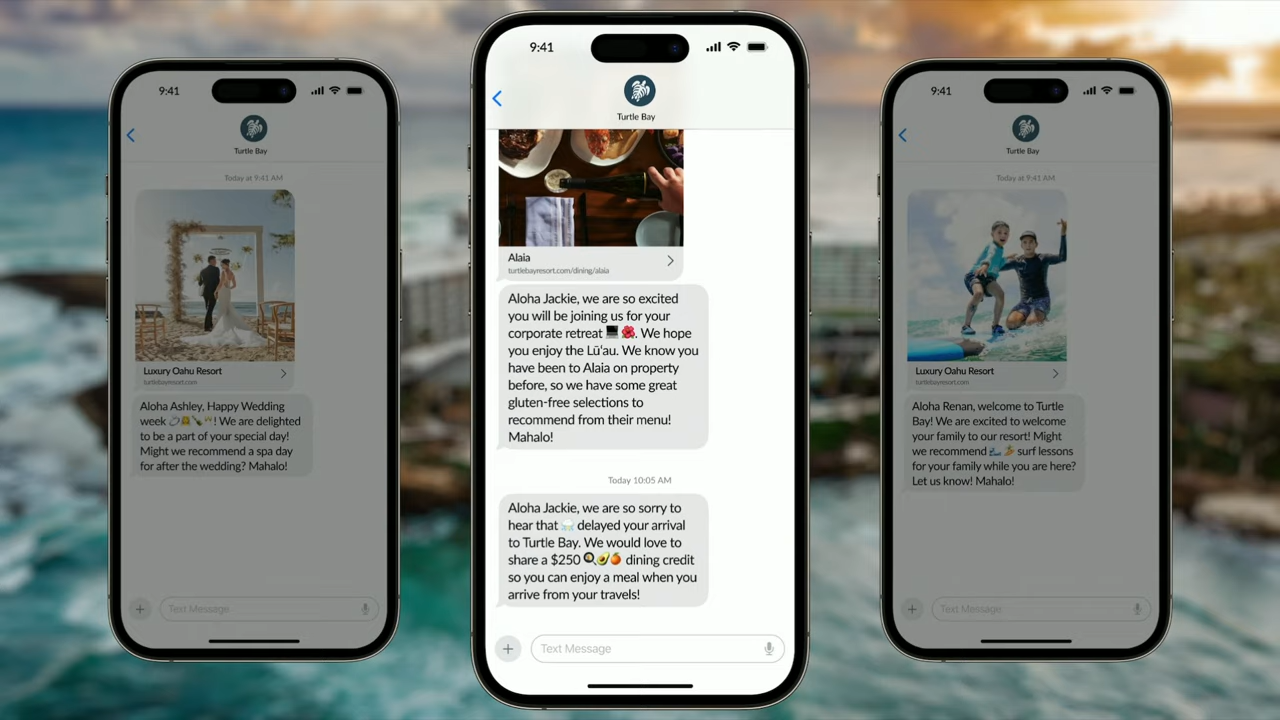 9:41
Turtle Bay
Today at 9:41 AM
Luxury Oahu Resort
turtlebayresort.com
Aloha Ashley, Happy Wedding
week 💍👰🍾🥂! We are delighted
to be a part of your special day!
Might we recommend a spa day
for after the wedding? Mahalo!
Text Message
9:41
Turtle Bay
Alaia
turtlebayresort.com/dining/alaia
Aloha Jackie, we are so excited
you will be joining us for your
corporate retreat 💻🌺. We hope
you enjoy the Lū‘au. We know you
have been to Alaia on property
before, so we have some great
gluten-free selections to
recommend from their menu!
Mahalo!
Today 10:05 AM
Aloha Jackie, we are so sorry to
hear that 🌨️ delayed your arrival
to Turtle Bay. We would love to
share a $250 🍳🥑🍊 dining credit
so you can enjoy a meal when you
arrive from your travels!
Text Message
9:41
Turtle Bay
Today at 9:41 AM
Luxury Oahu Resort
turtlebayresort.com
Aloha Renan, welcome to Turtle
Bay! We are excited to welcome
your family to our resort! Might
we recommend 🌊🏄 surf lessons
for your family while you are here?
Let us know! Mahalo!
Text Message